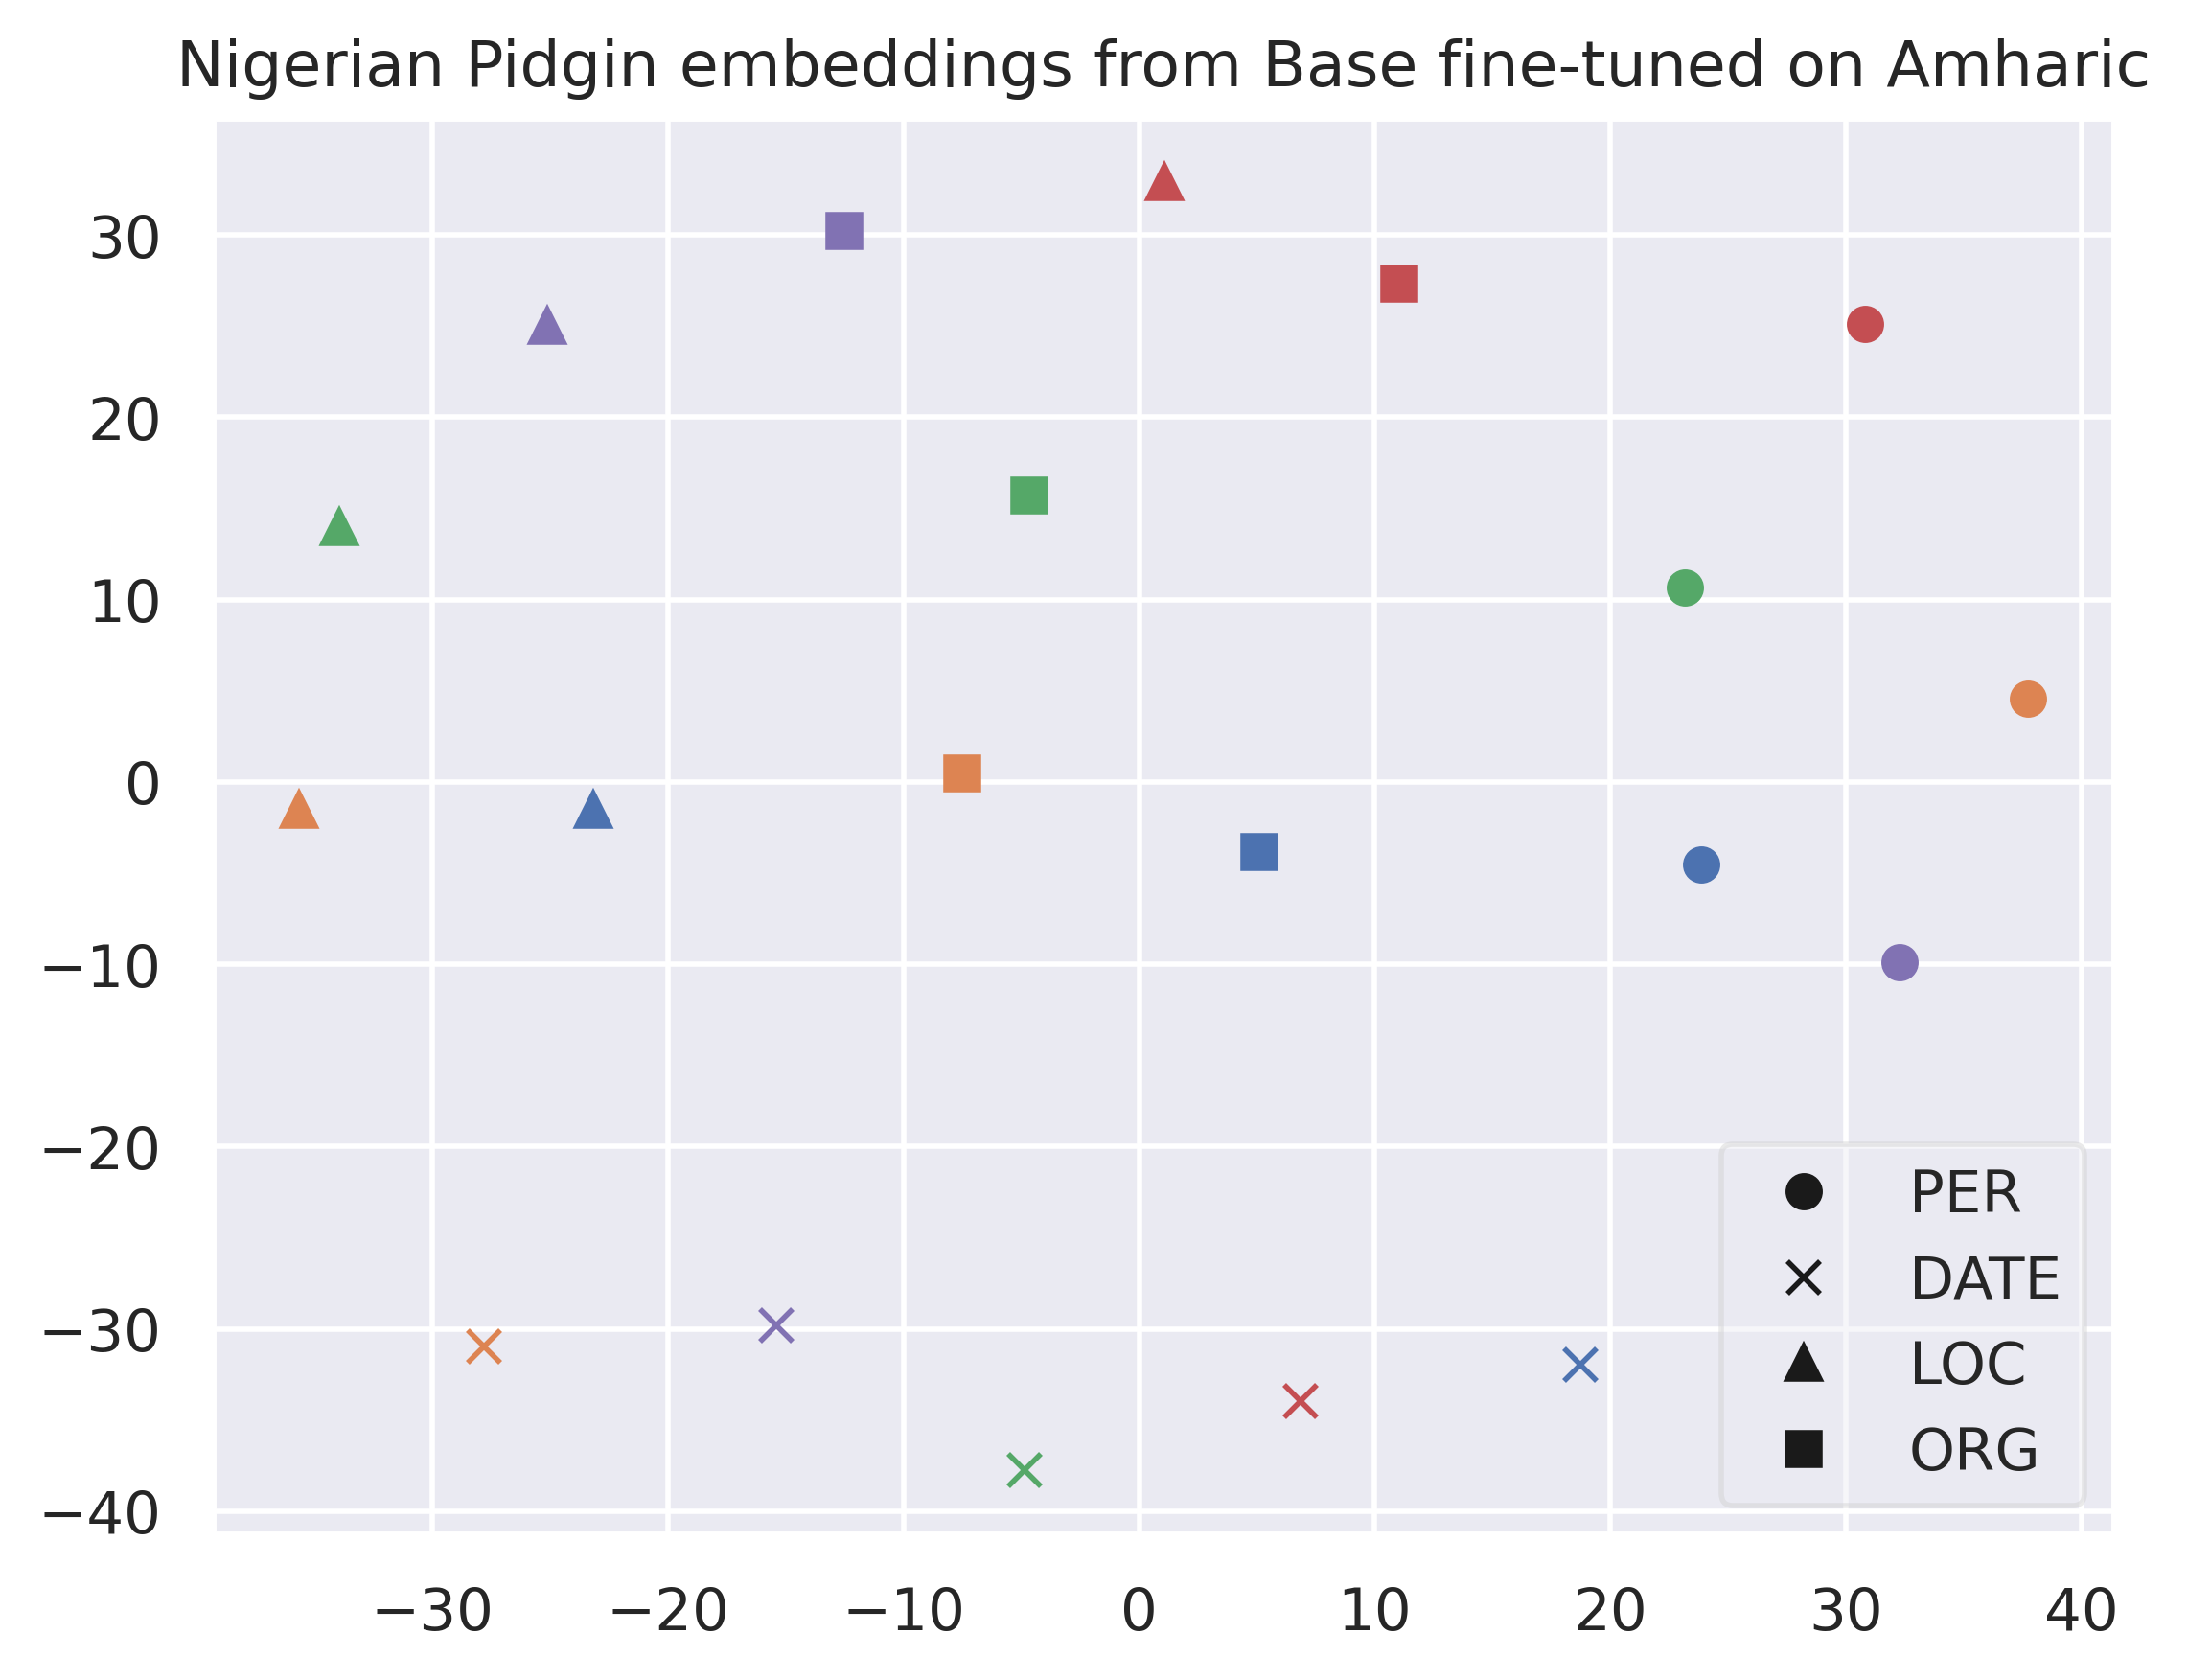 Nigerian Pidgin embeddings from Base fine-tuned on Amharic
30
20
10
0
−10
−20
−30
−40
−30 −20 −10 0 10 20 30 40
PER
DATE
LOC
ORG